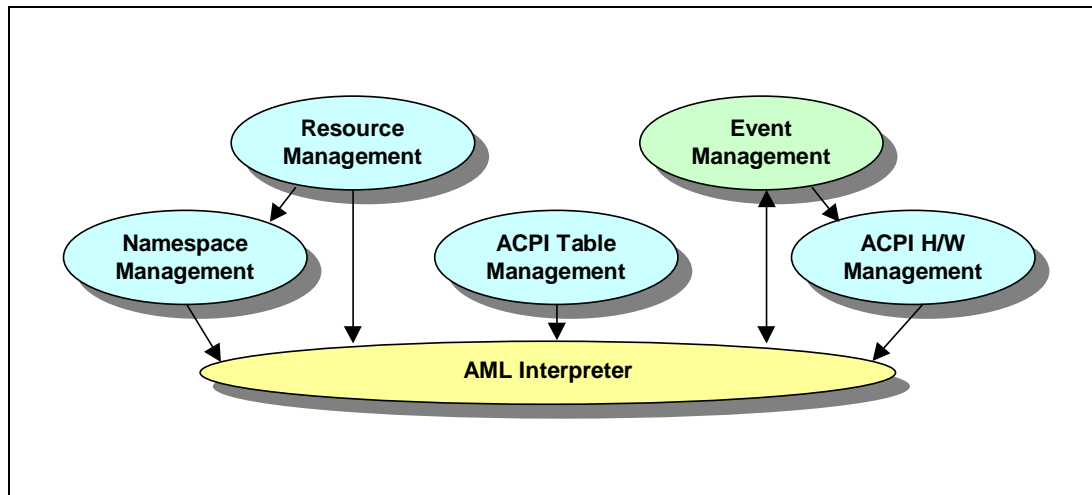 Resource
Management
Event
Management
Namespace
Management
ACPI Table
Management
ACPI H/W
Management
AML Interpreter